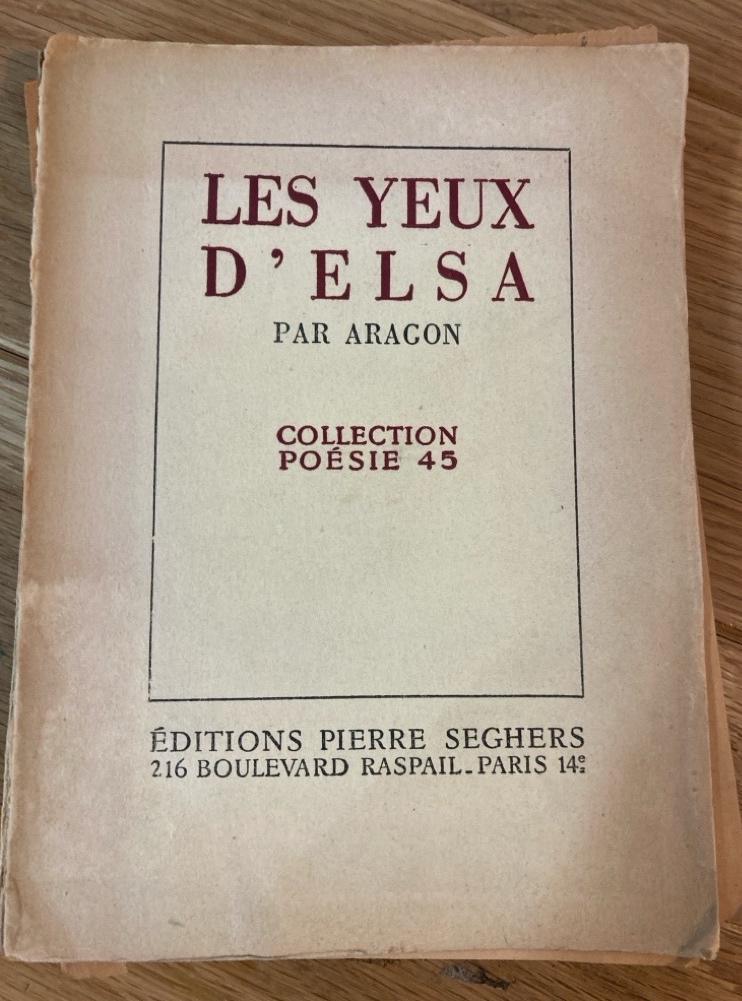 LES YEUX
D'ELSA
PAR ARAGON
COLLECTION
POÉSIE 45
ÉDITIONS PIERRE SEGHERS
216 BOULEVARD RASPAIL-PARIS 14e